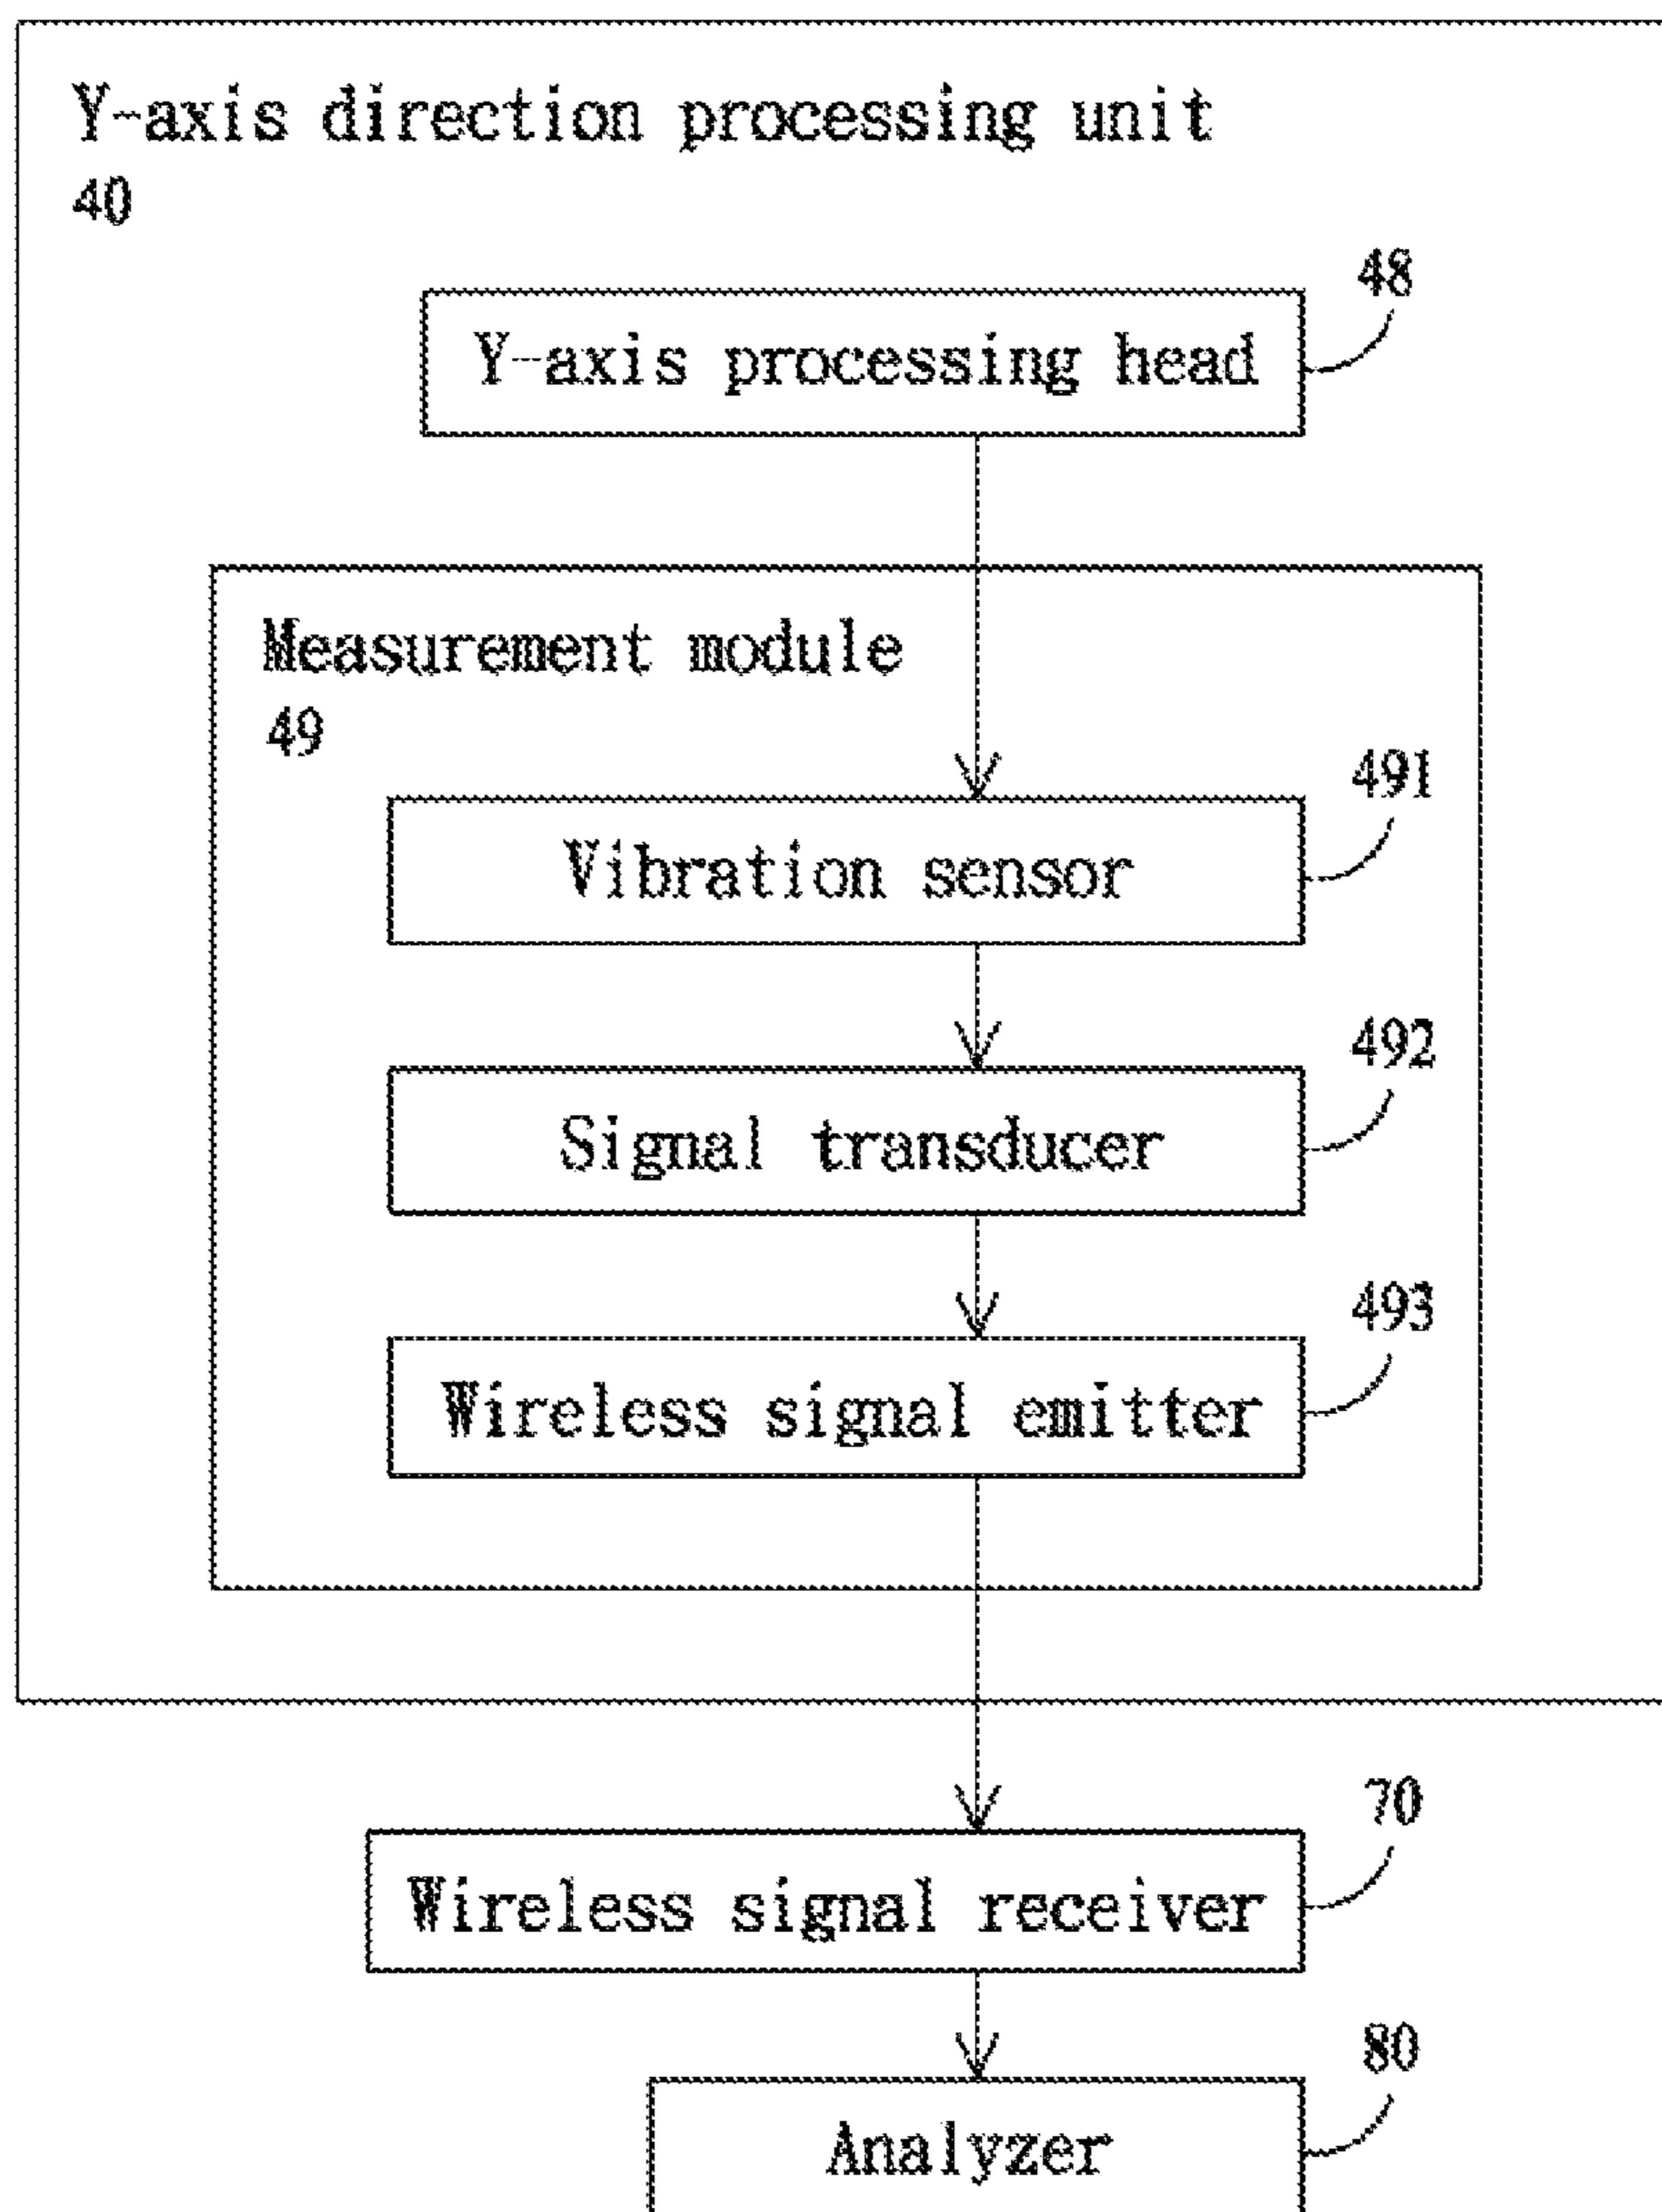 Y-axis direction processing unit
40
48
Y-axis processing head
Measurement module
49
491
Vibration sensor
492
Signal transducer
493
Wireless signal emitter
70
Wireless signal receiver
80
Analyzer